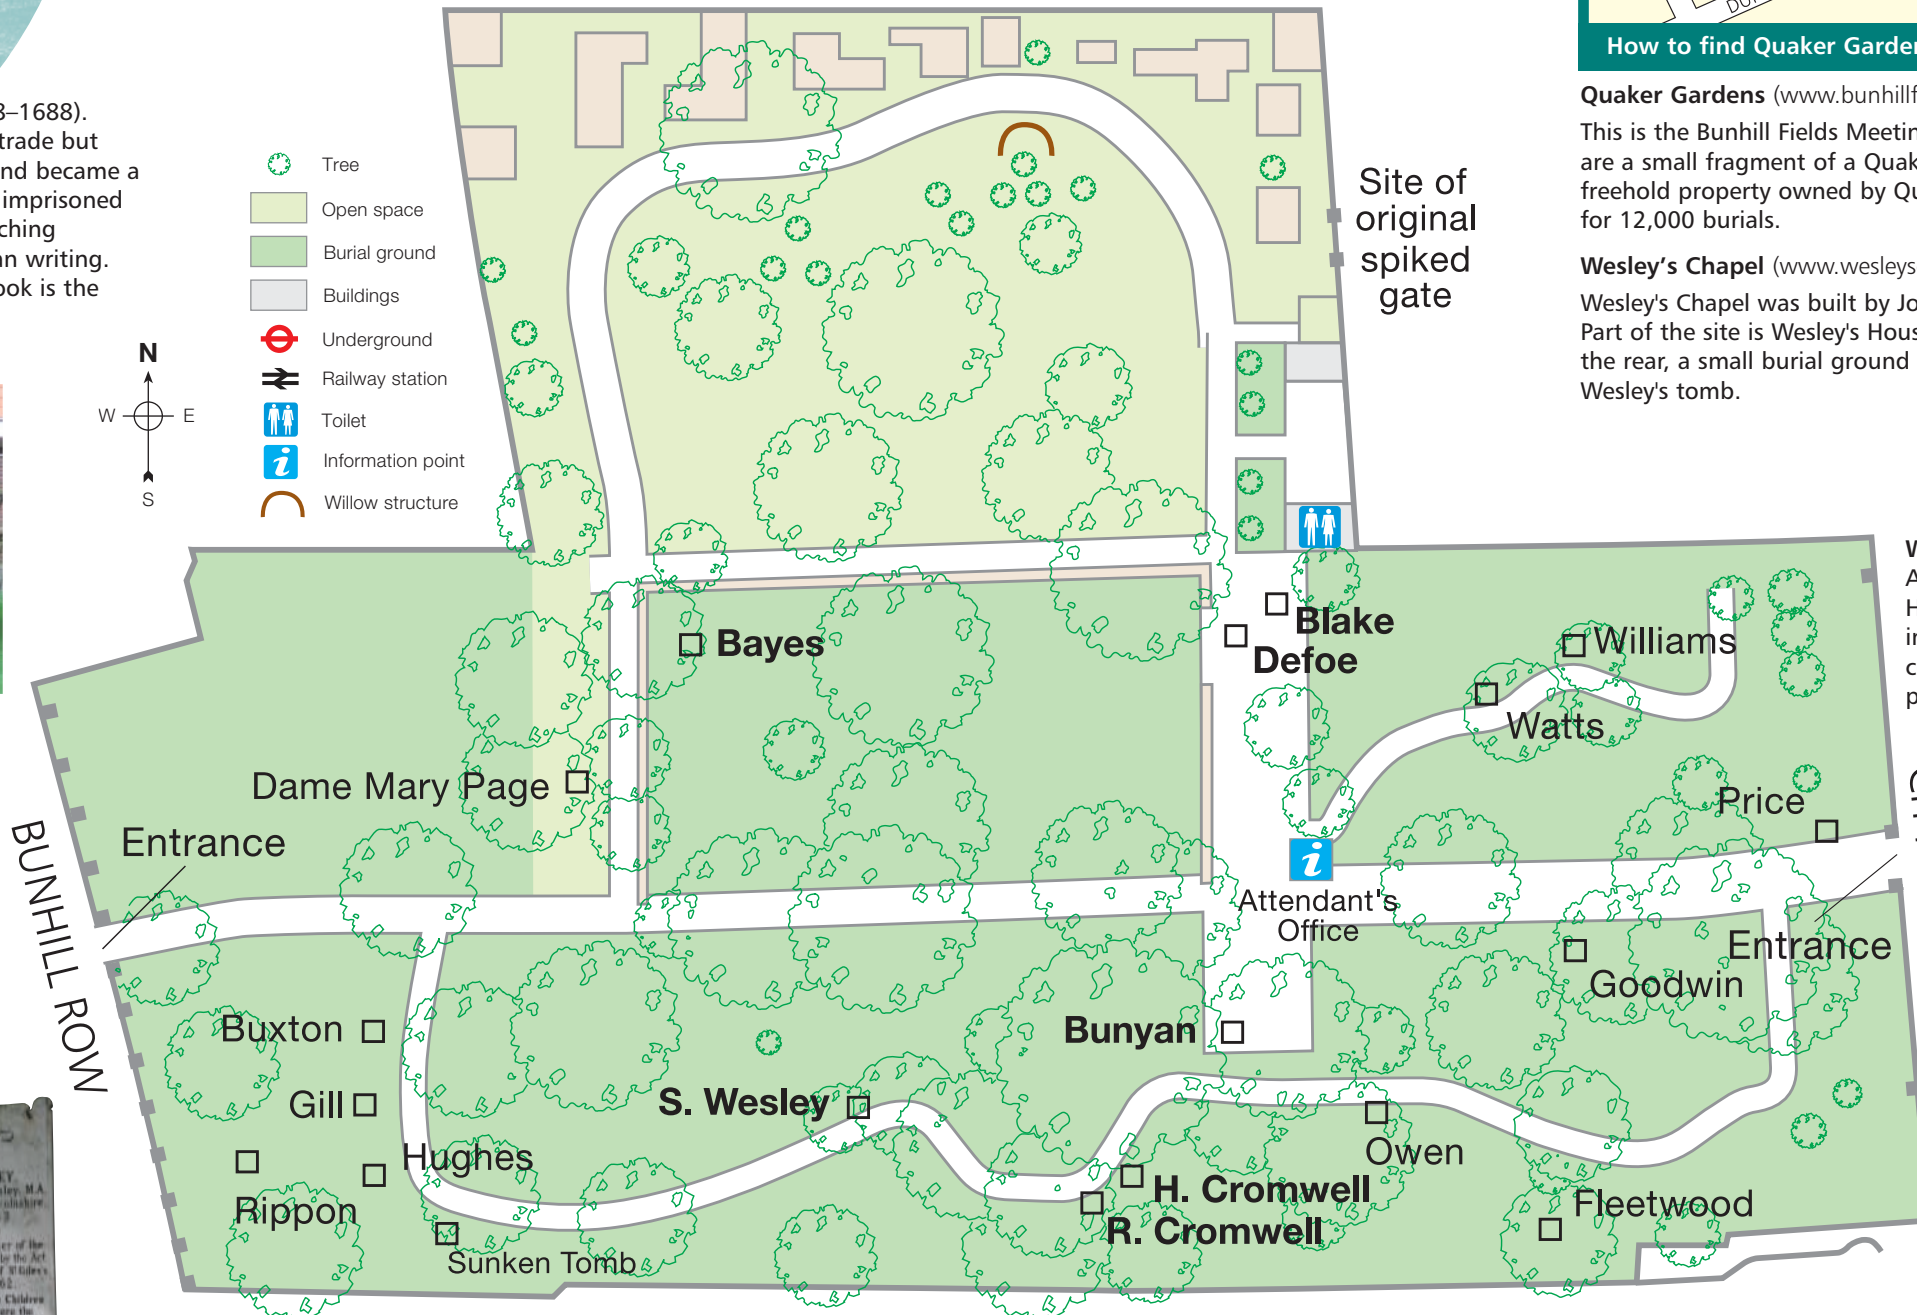 3–1688).
trade but
nd became a
imprisoned
ching
an writing.
ook is the
N
W
E
S
Tree
Open space
Burial ground
Buildings
Underground
Railway station
Toilet
Information point
Willow structure
How to find Quaker Garden
Quaker Gardens (www.bunhillf
This is the Bunhill Fields Meetin
are a small fragment of a Quak
freehold property owned by Qu
for 12,000 burials.
Wesley's Chapel (www.wesleys
Wesley's Chapel was built by Jo
Part of the site is Wesley's Hous
the rear, a small burial ground
Wesley's tomb.
Site of
original
spiked
gate
Blake
Defoe
Bayes
Williams
Watts
Dame Mary Page
Price
Entrance
BUNHILL ROW
Attendant's
Office
Entrance
Goodwin
Buxton
Bunyan
Gill
S. Wesley
Hughes
Owen
Rippon
H. Cromwell
R. Cromwell
Fleetwood
Sunken Tomb